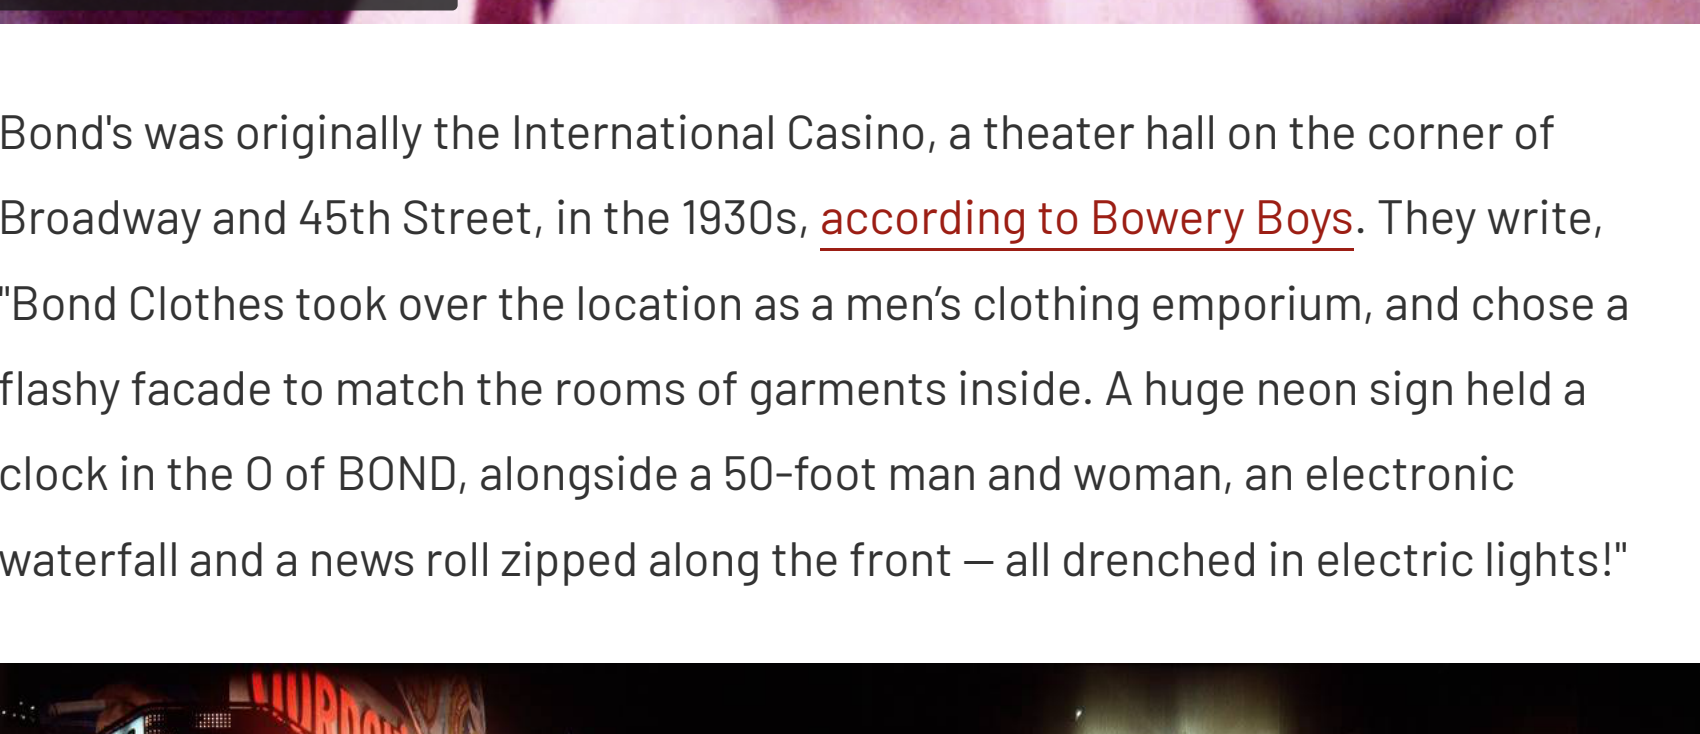 Bond's was originally the International Casino, a theater hall on the corner of
Broadway and 45th Street, in the 1930s, according to Bowery Boys. They write,
"Bond Clothes took over the location as a men’s clothing emporium, and chose a
flashy facade to match the rooms of garments inside. A huge neon sign held a
clock in the O of BOND, alongside a 50-foot man and woman, an electronic
waterfall and a news roll zipped along the front — all drenched in electric lights!"